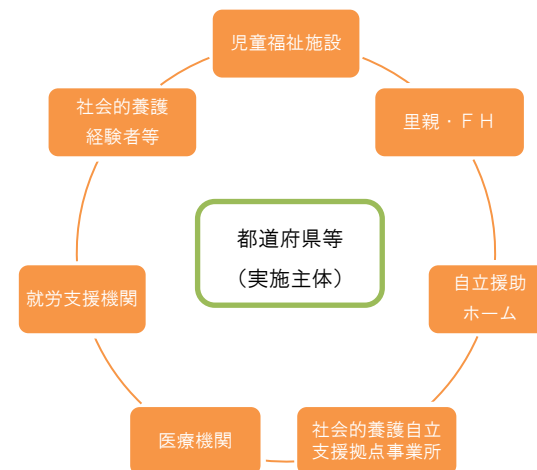 児童福祉施設
社会的養護
経験者等
里親・ＦＨ
都道府県等
（実施主体）
就労支援機関
自立援助
ホーム
医療機関
社会的養護自立
支援拠点事業所